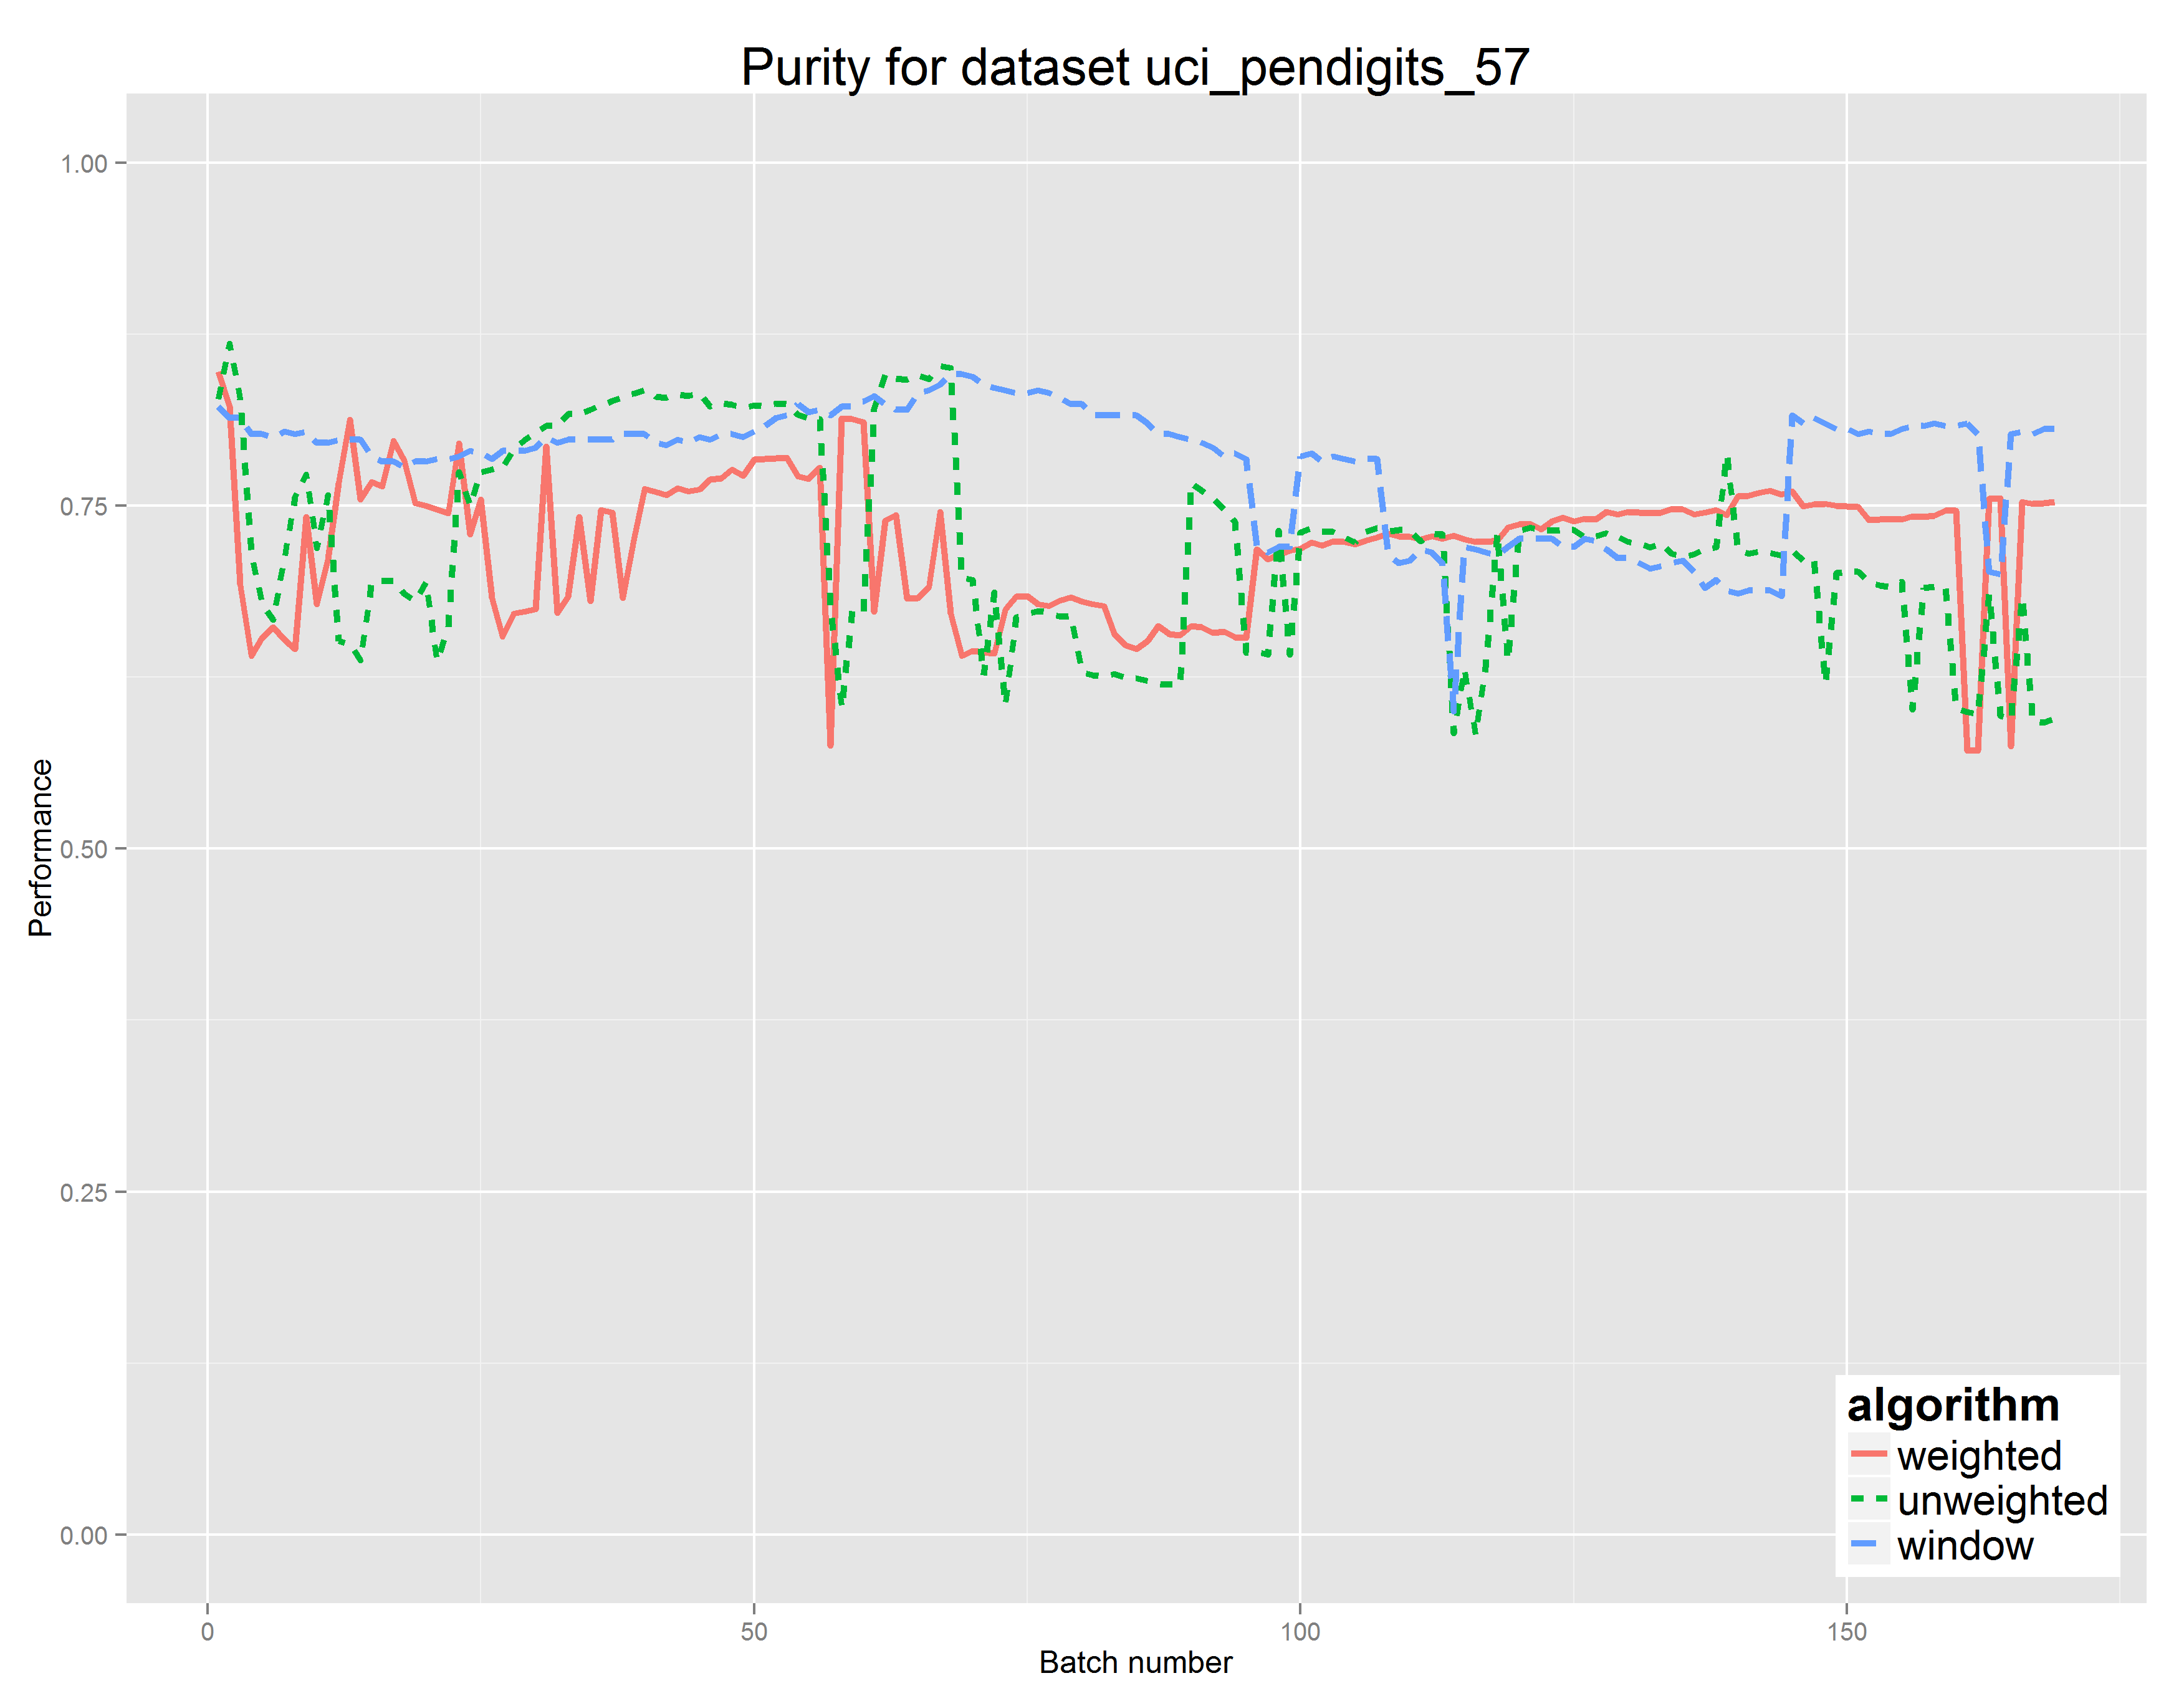 Purity for dataset uci_pendigits_57
1.00
0.75
0.50
0.25
0.00
Performance
0
50
100
150
Batch number
algorithm
weighted
unweighted
window